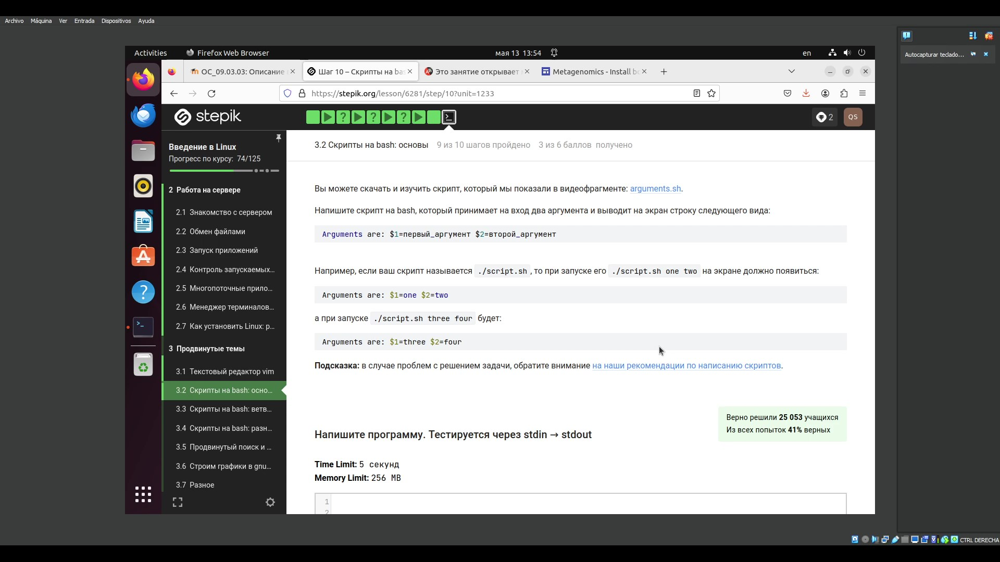 Archivo Máquina Ver Entrada Dispositivos Ayuda
Autocapturar teclado...
Activities Firefox Web Browser мая 13 13:54 en
ОС_09.03.03: Описание Шаг 10 – Скрипты на bas Это занятие открывает Metagenomics - Install bo
https://stepik.org/lesson/6281/step/10?unit=1233
stepik 2 QS
Введение в Linux
Прогресс по курсу: 74/125
2 Работа на сервере
2.1 Знакомство с сервером
2.2 Обмен файлами
2.3 Запуск приложений
2.4 Контроль запускаемых...
2.5 Многопоточные прило...
2.6 Менеджер терминалов...
2.7 Как установить Linux: p...
3 Продвинутые темы
3.1 Текстовый редактор vim
3.2 Скрипты на bash: осно...
3.3 Скрипты на bash: ветв...
3.4 Скрипты на bash: разн...
3.5 Продвинутый поиск и ...
3.6 Строим графики в gnu...
3.7 Разное
3.2 Скрипты на bash: основы 9 из 10 шагов пройдено 3 из 6 баллов получено
Вы можете скачать и изучить скрипт, который мы показали в видеофрагменте: arguments.sh.
Напишите скрипт на bash, который принимает на вход два аргумента и выводит на экран строку следующего вида:
Arguments are: $1=первый_аргумент $2=второй_аргумент
Например, если ваш скрипт называется ./script.sh , то при запуске его ./script.sh one two на экране должно появиться:
Arguments are: $1=one $2=two
а при запуске ./script.sh three four будет:
Arguments are: $1=three $2=four
Подсказка: в случае проблем с решением задачи, обратите внимание на наши рекомендации по написанию скриптов.
Верно решили 25 053 учащихся
Из всех попыток 41% верных
Напишите программу. Тестируется через stdin → stdout
Time Limit: 5 секунд
Memory Limit: 256 MB
1
2
CTRL DERECHA